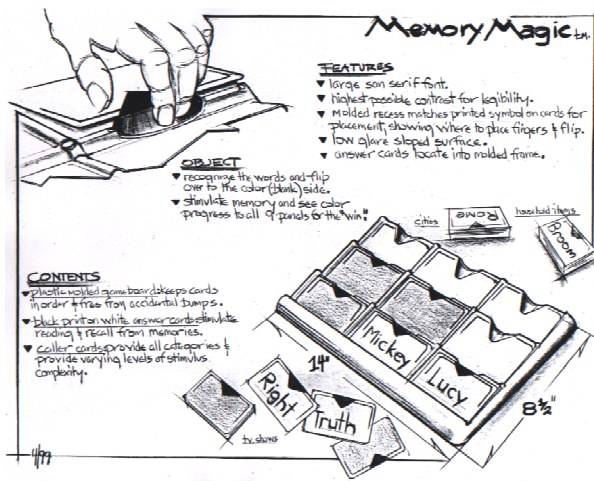 Memory Magic t.m.
FEATURES
▼ large san serif font.
▼ highest possible contrast for legibility.
▼ Molded recess matches printed symbol on cards for
placement, showing where to place fingers & flip.
▼ low glare sloped surface.
▼ answer cards locate into molded frame.
OBJECT
▼ recognize the words and flip
over to the color (blank) side.
▼ stimulate memory and see color
progress to all 9 panels for the "win!"
cities
Rome
household items
Broom
CONTENTS
▼ plastic molded gameboard keeps cards
in order & free from accidental bumps.
▼ black print on white answer cards stimulate
reading & recall from memories.
▼ caller cards provide all categories &
provide varying levels of stimulus
complexity.
Mickey
Lucy
14"
8½"
Right
Truth
t.v. shows
11/99